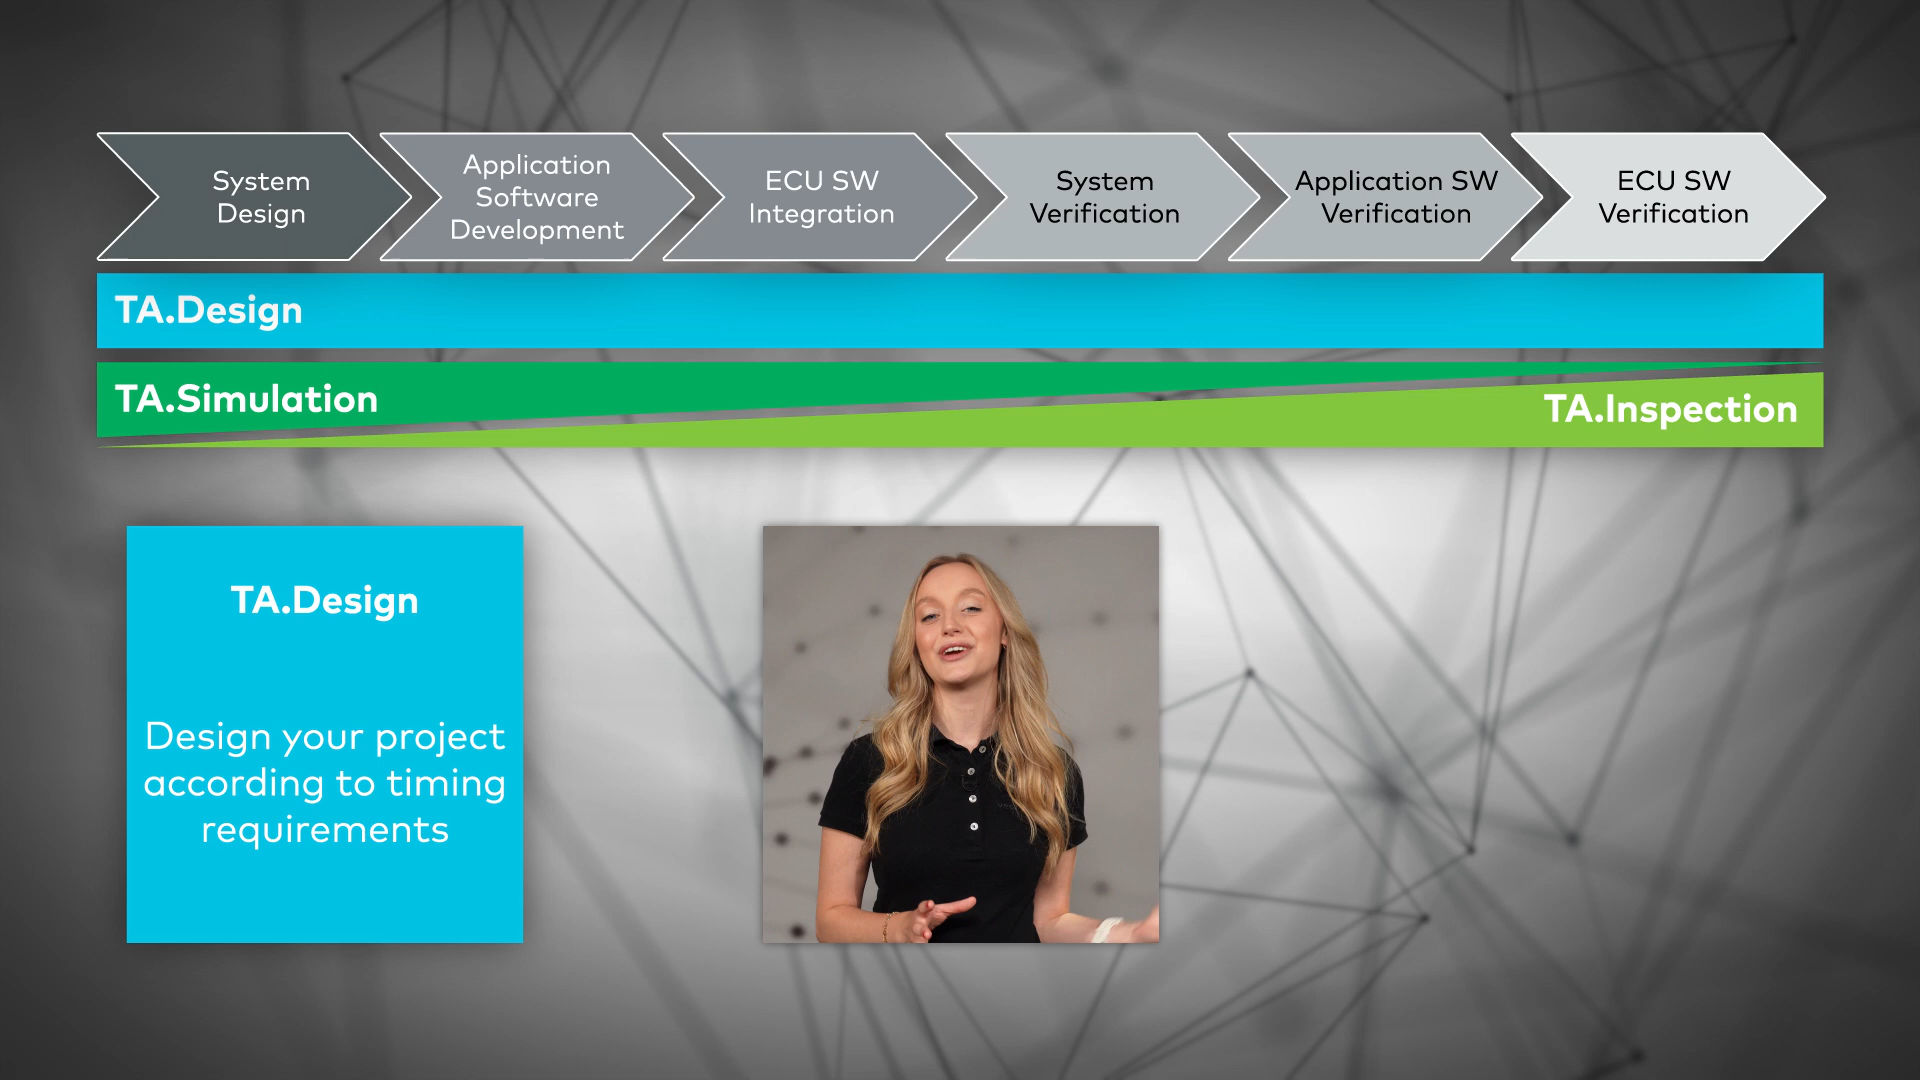 System
Design
Application
Software
Development
ECU SW
Integration
System
Verification
Application SW
Verification
ECU SW
Verification
TA.Design
TA.Simulation
TA.Inspection
TA.Design
Design your project
according to timing
requirements